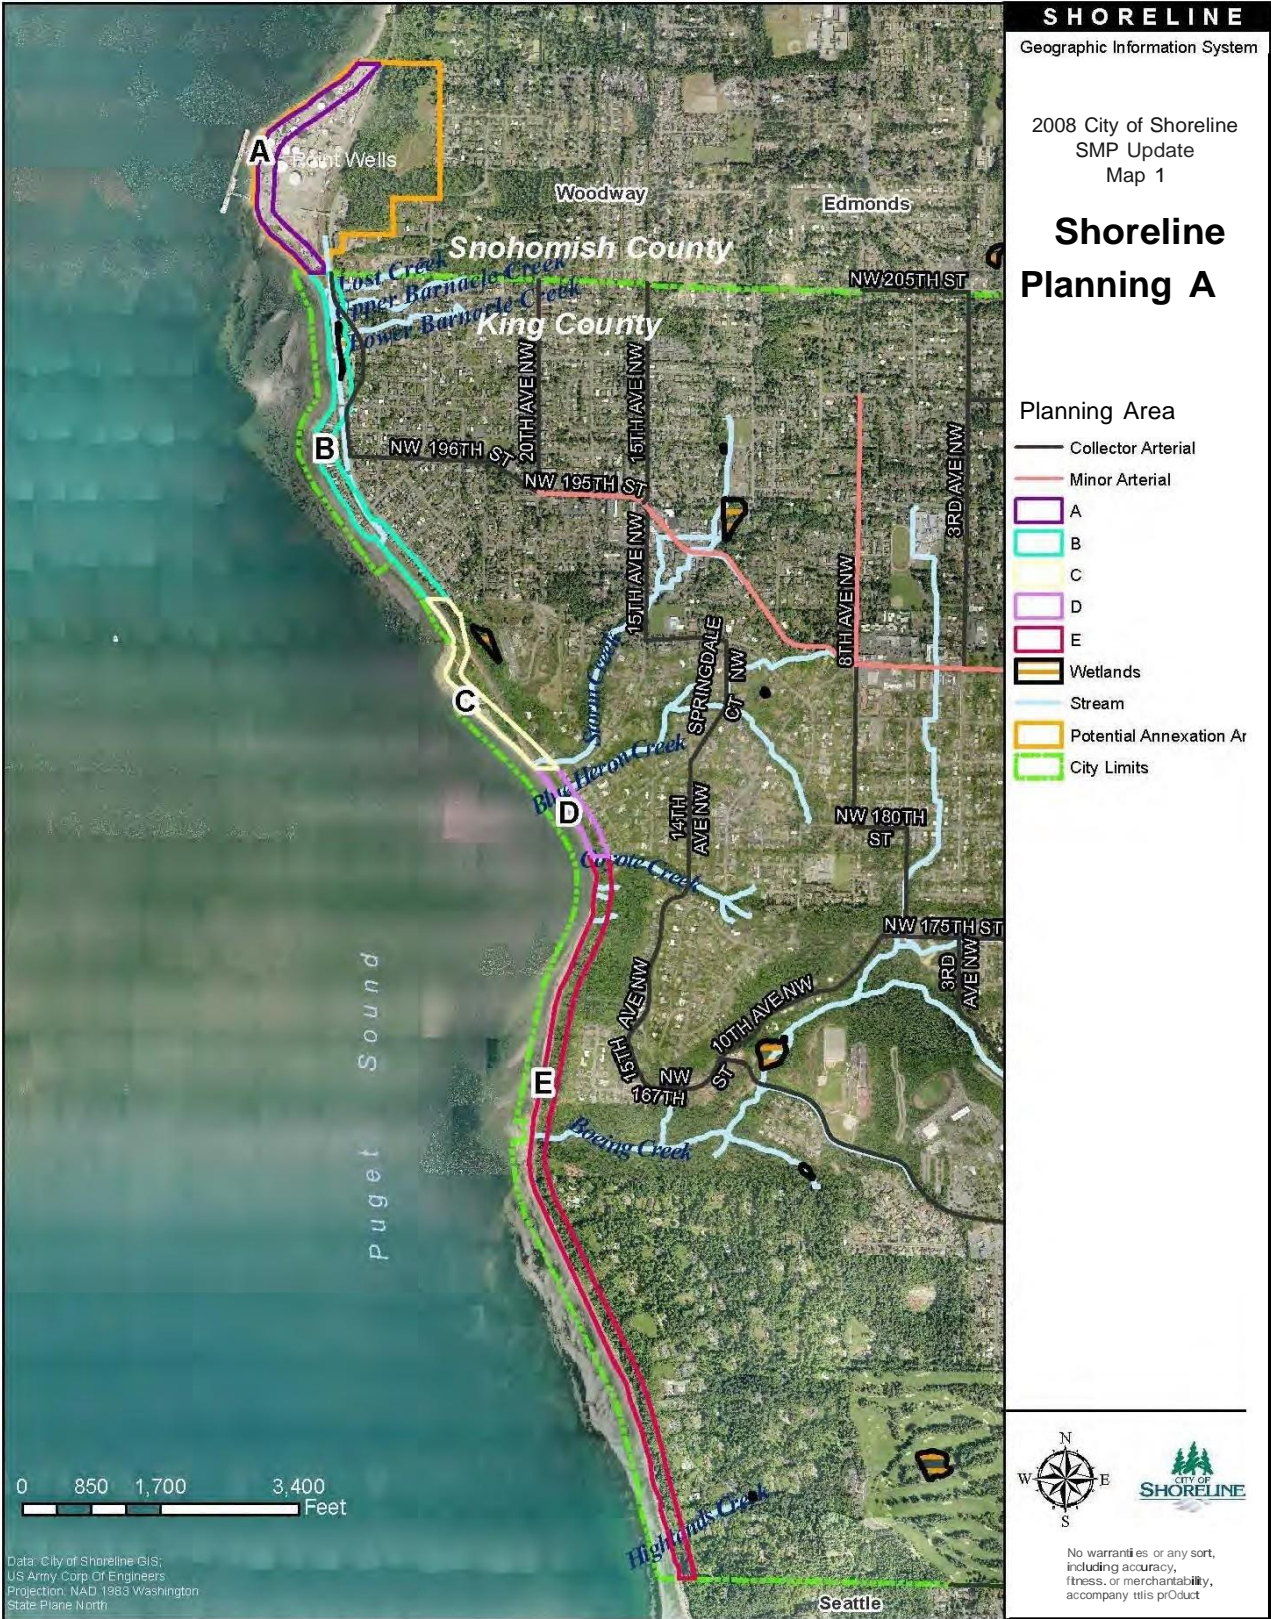 SHORELINE
Geographic Information System
2008 City of Shoreline
SMP Update
Map 1
Shoreline
Planning A
Planning Area
Collector Arterial
Minor Arterial
A
B
C
D
E
Wetlands
Stream
Potential Annexation Ar
City Limits
N
W
E
S
CITY OF
SHORELINE
No warranties or any sort,
including accuracy,
fitness. or merchantability,
accompany ttlis prOduct
A
Point Wells
Woodway
Edmonds
Snohomish County
Lost Creek
Upper Barnacle Creek
Lower Barnacle Creek
King County
NW 205TH ST
20TH AVE NW
15TH AVE NW
B
NW 196TH ST
NW 195TH ST
3RD AVE NW
15TH AVE NW
8TH AVE NW
SPRINGDALE
CT NW
Storm Creek
C
Blue Heron Creek
D
14TH
AVE NW
NW 180TH
ST
Coyote Creek
NW 175TH ST
3RD
AVE NW
15TH AVE NW
10TH AVE NW
NW
167TH
ST
E
Boeing Creek
Puget Sound
Highlands Creek
Seattle
0 850 1,700 3,400
Feet
Data: City of Shoreline GIS;
US Army Corp Of Engineers
Projection: NAD 1983 Washington
State Plane North